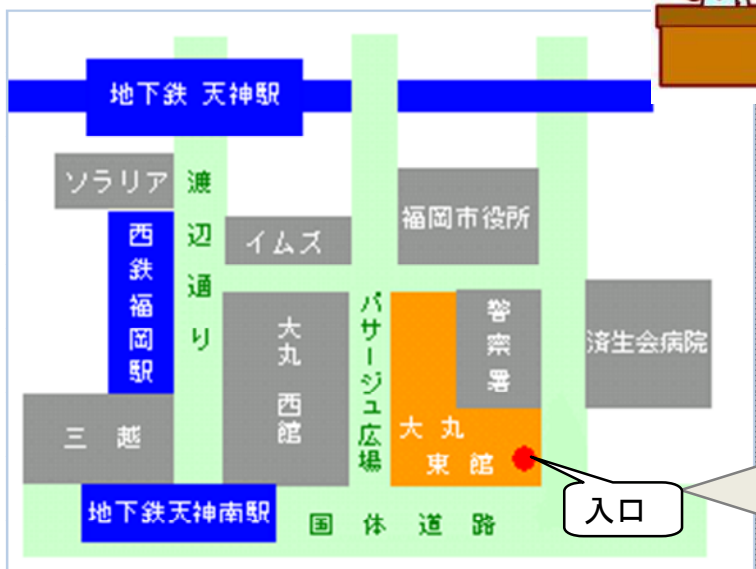 地下鉄 天神駅
ソラリア
渡辺通り
西鉄福岡駅
イムズ
福岡市役所
パサージュ広場
大丸 西館
警察署
済生会病院
三 越
大 丸
東 館
入口
地下鉄天神南駅
国 体 道 路